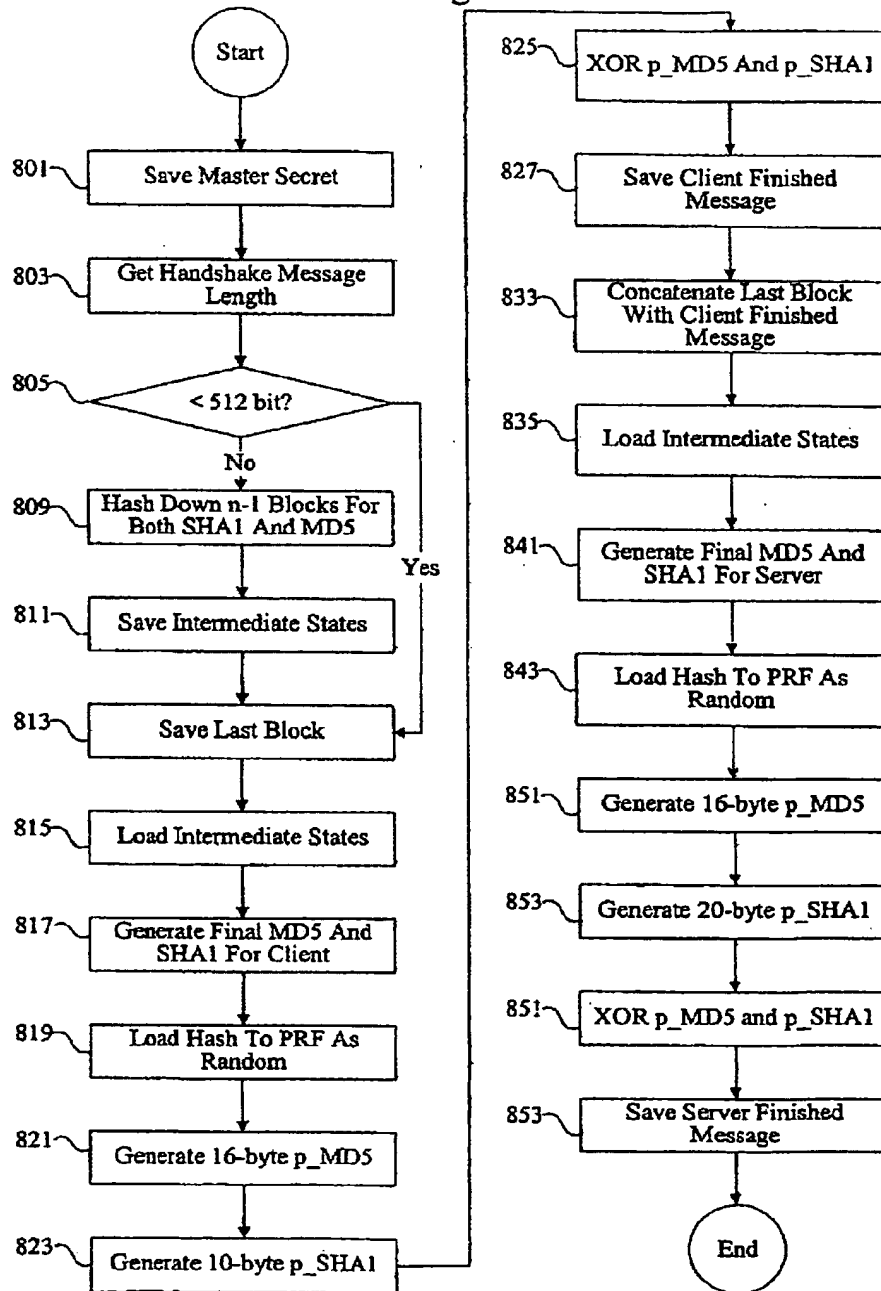 Start
801
Save Master Secret
803
Get Handshake Message
Length
805
< 512 bit?
No
Yes
809
Hash Down n-1 Blocks For
Both SHA1 And MD5
811
Save Intermediate States
813
Save Last Block
815
Load Intermediate States
817
Generate Final MD5 And
SHA1 For Client
819
Load Hash To PRF As
Random
821
Generate 16-byte p_MD5
823
Generate 10-byte p_SHA1
825
XOR p_MD5 And p_SHA1
827
Save Client Finished
Message
833
Concatenate Last Block
With Client Finished
Message
835
Load Intermediate States
841
Generate Final MD5 And
SHA1 For Server
843
Load Hash To PRF As
Random
851
Generate 16-byte p_MD5
853
Generate 20-byte p_SHA1
851
XOR p_MD5 and p_SHA1
853
Save Server Finished
Message
End